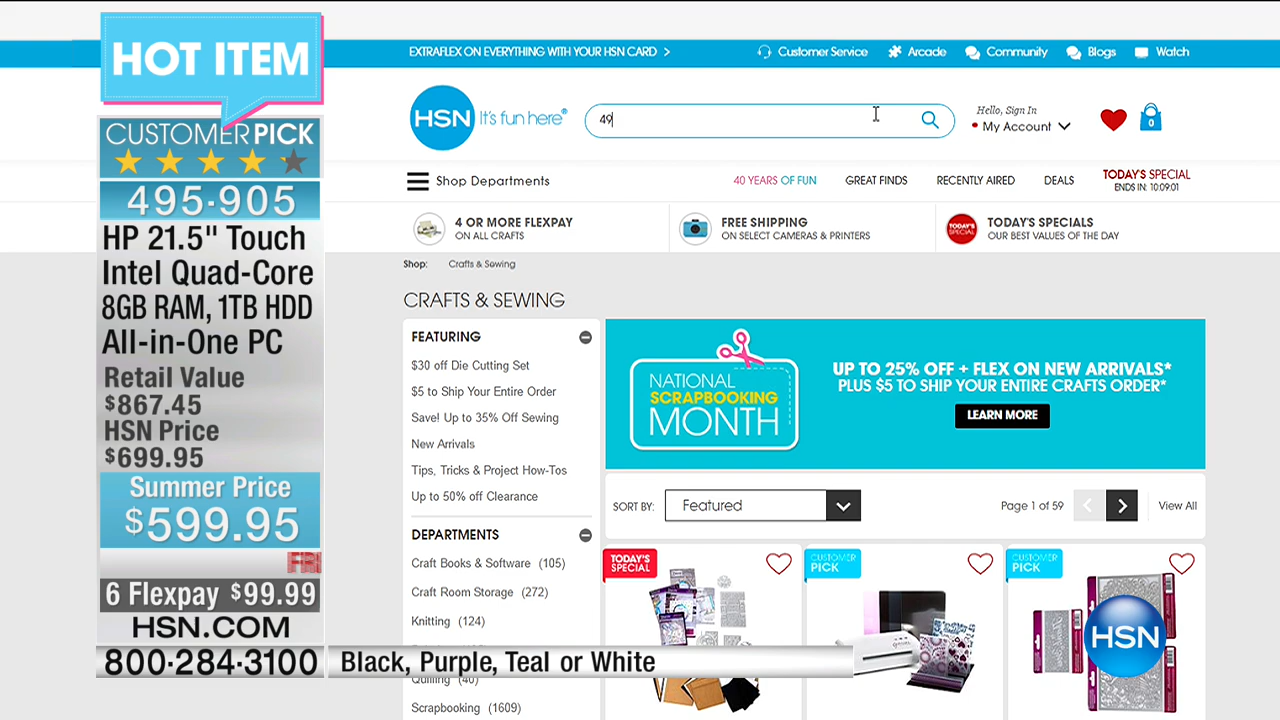 HOT ITEM
CUSTOMERPICK
495-905
HP 21.5" Touch
Intel Quad-Core
8GB RAM, 1TB HDD
All-in-One PC
Retail Value
$867.45
HSN Price
$699.95
Summer Price
$599.95
FRI
6 Flexpay $99.99
HSN.COM
800·284·3100
Black, Purple, Teal or White
EXTRAFLEX ON EVERYTHING WITH YOUR HSN CARD >
Customer Service
Arcade
Community
Blogs
Watch
HSN It's fun here®
49
Hello, Sign In
My Account
0
Shop Departments
40 YEARS OF FUN
GREAT FINDS
RECENTLY AIRED
DEALS
TODAY'S SPECIAL
ENDS IN: 10:09:01
4 OR MORE FLEXPAY
ON ALL CRAFTS
FREE SHIPPING
ON SELECT CAMERAS & PRINTERS
TODAY'S SPECIAL
TODAY'S SPECIALS
OUR BEST VALUES OF THE DAY
Shop: Crafts & Sewing
CRAFTS & SEWING
FEATURING
$30 off Die Cutting Set
$5 to Ship Your Entire Order
Save! Up to 35% Off Sewing
New Arrivals
Tips, Tricks & Project How-Tos
Up to 50% off Clearance
DEPARTMENTS
Craft Books & Software (105)
Craft Room Storage (272)
Knitting (124)
Quilling (40)
Scrapbooking (1609)
NATIONAL
SCRAPBOOKING
MONTH
UP TO 25% OFF + FLEX ON NEW ARRIVALS*
PLUS $5 TO SHIP YOUR ENTIRE CRAFTS ORDER*
LEARN MORE
SORT BY: Featured
Page 1 of 59
View All
TODAY'S
SPECIAL
CUSTOMER
PICK
CUSTOMER
PICK
HSN